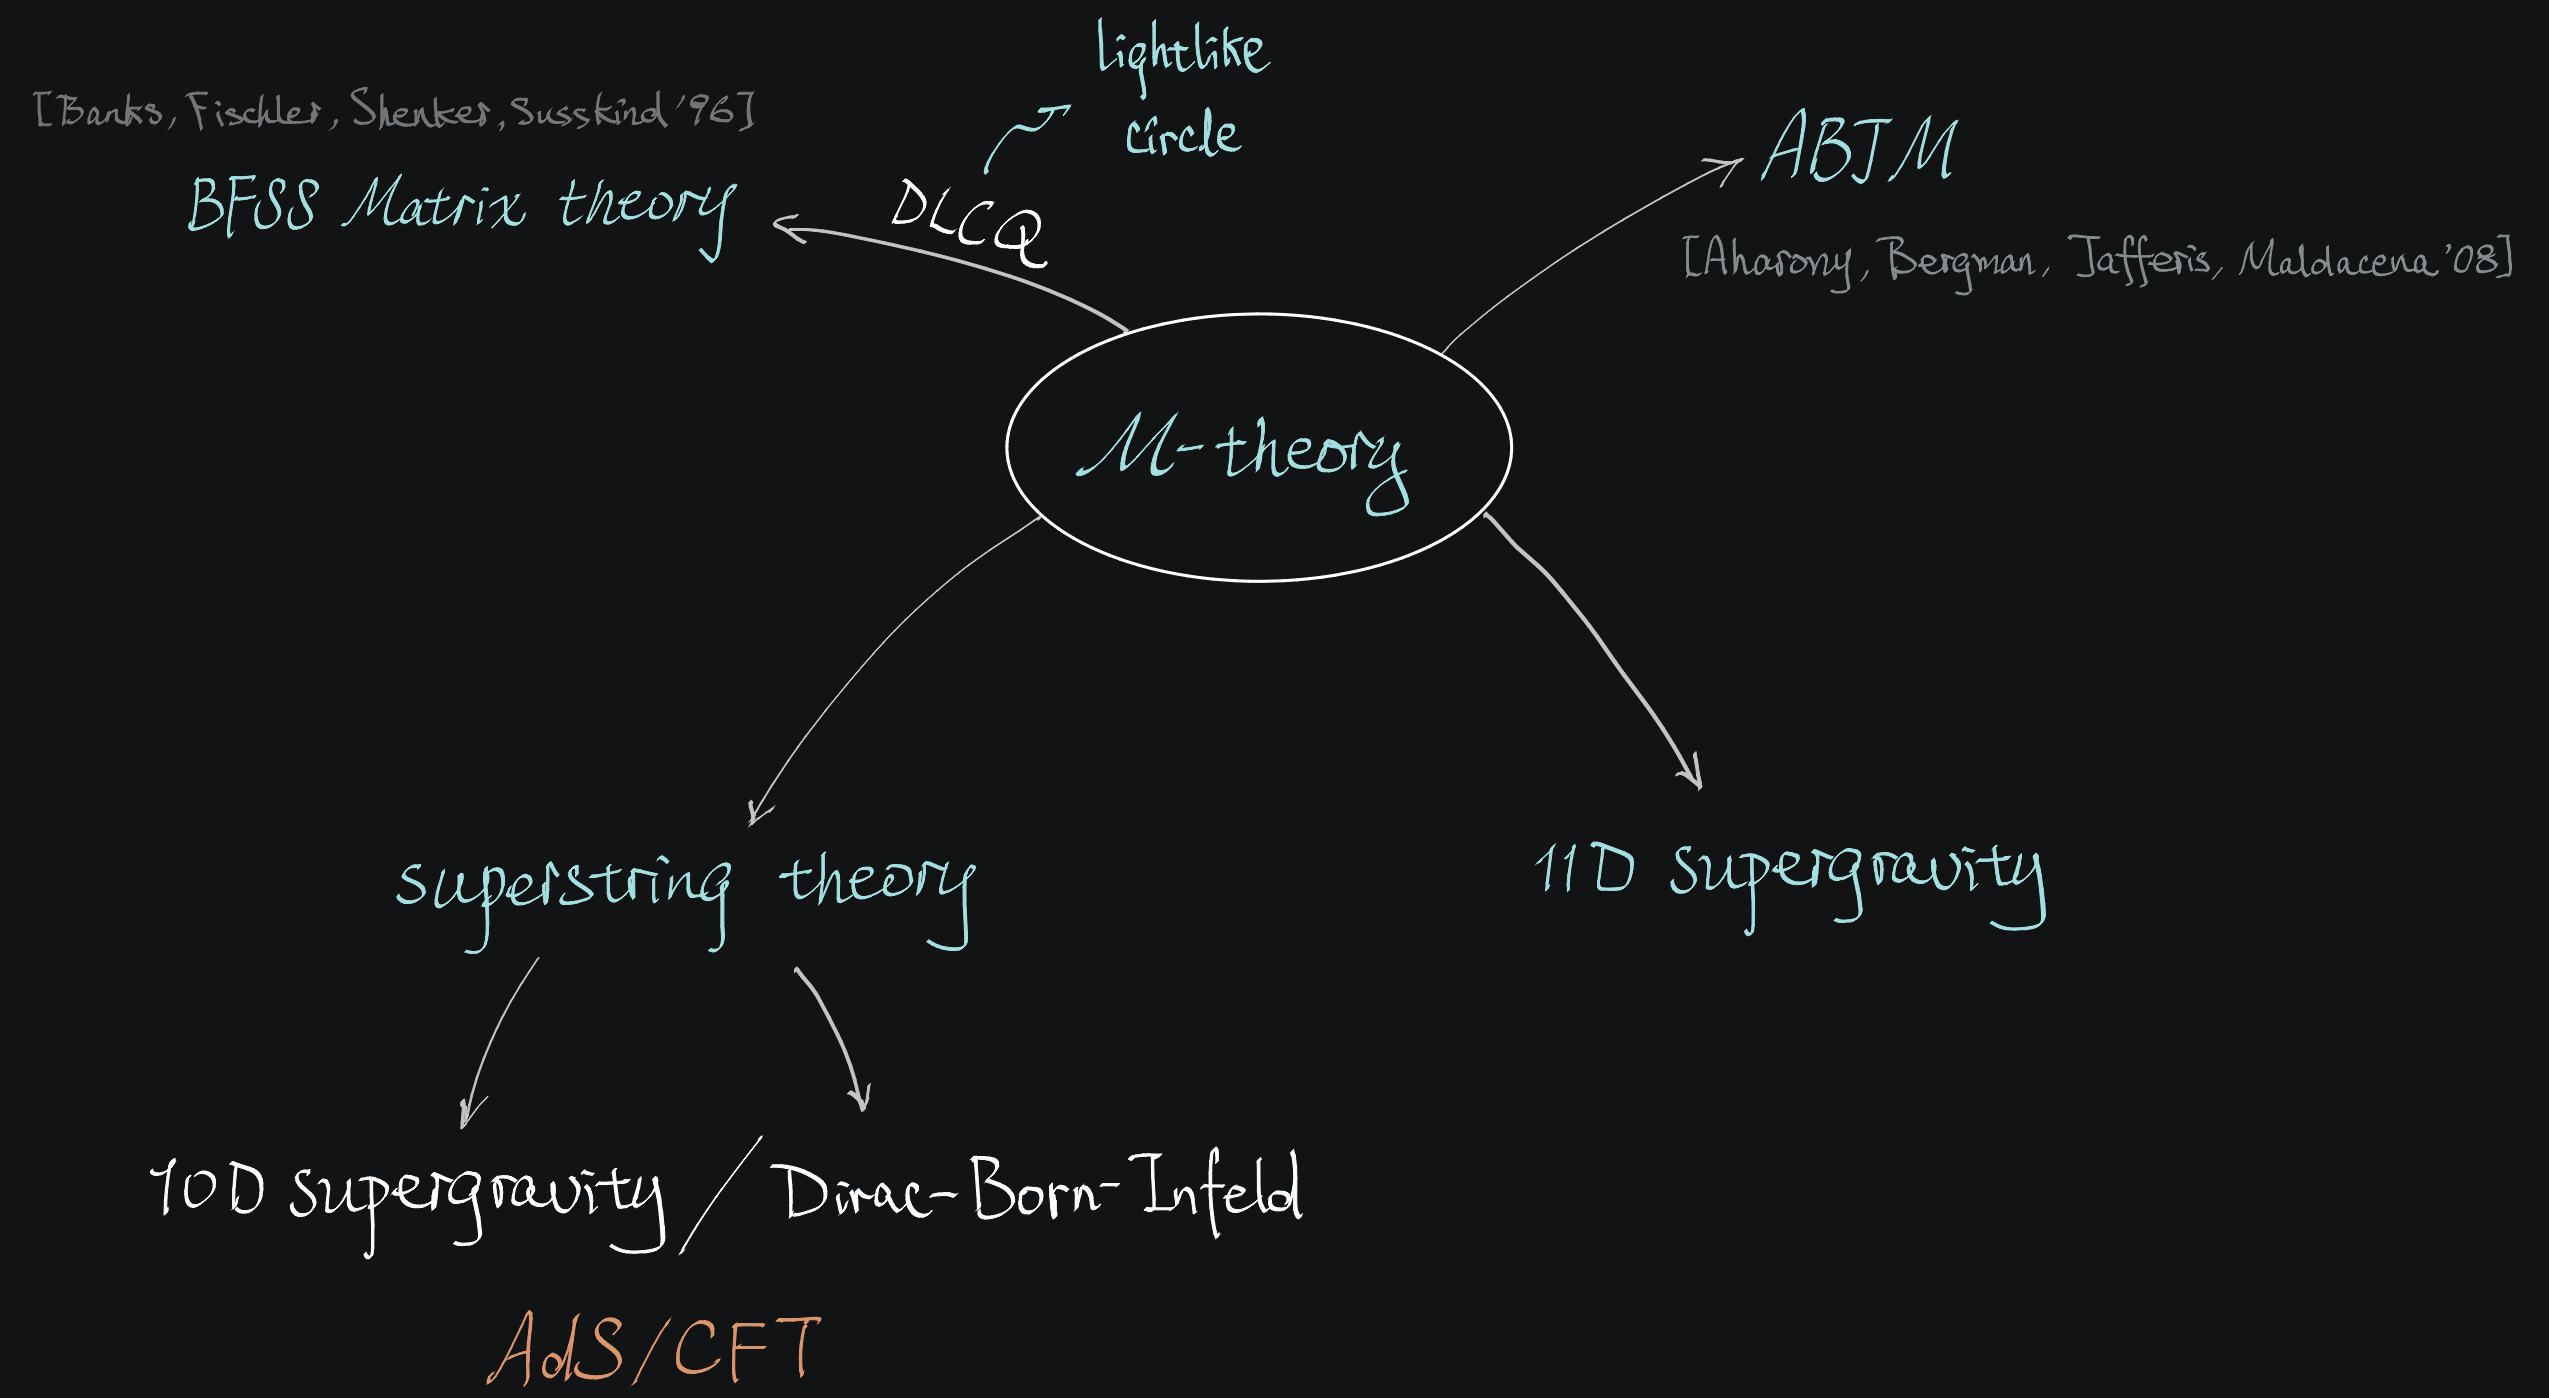 lightlike
circle
[Banks, Fischler, Shenker, Susskind '96]
BFSS Matrix theory
DLCQ
ABJM
[Aharony, Bergman, Jafferis, Maldacena '08]
M-theory
superstring theory
11D supergravity
10D supergravity / Dirac-Born-Infeld
AdS/CFT